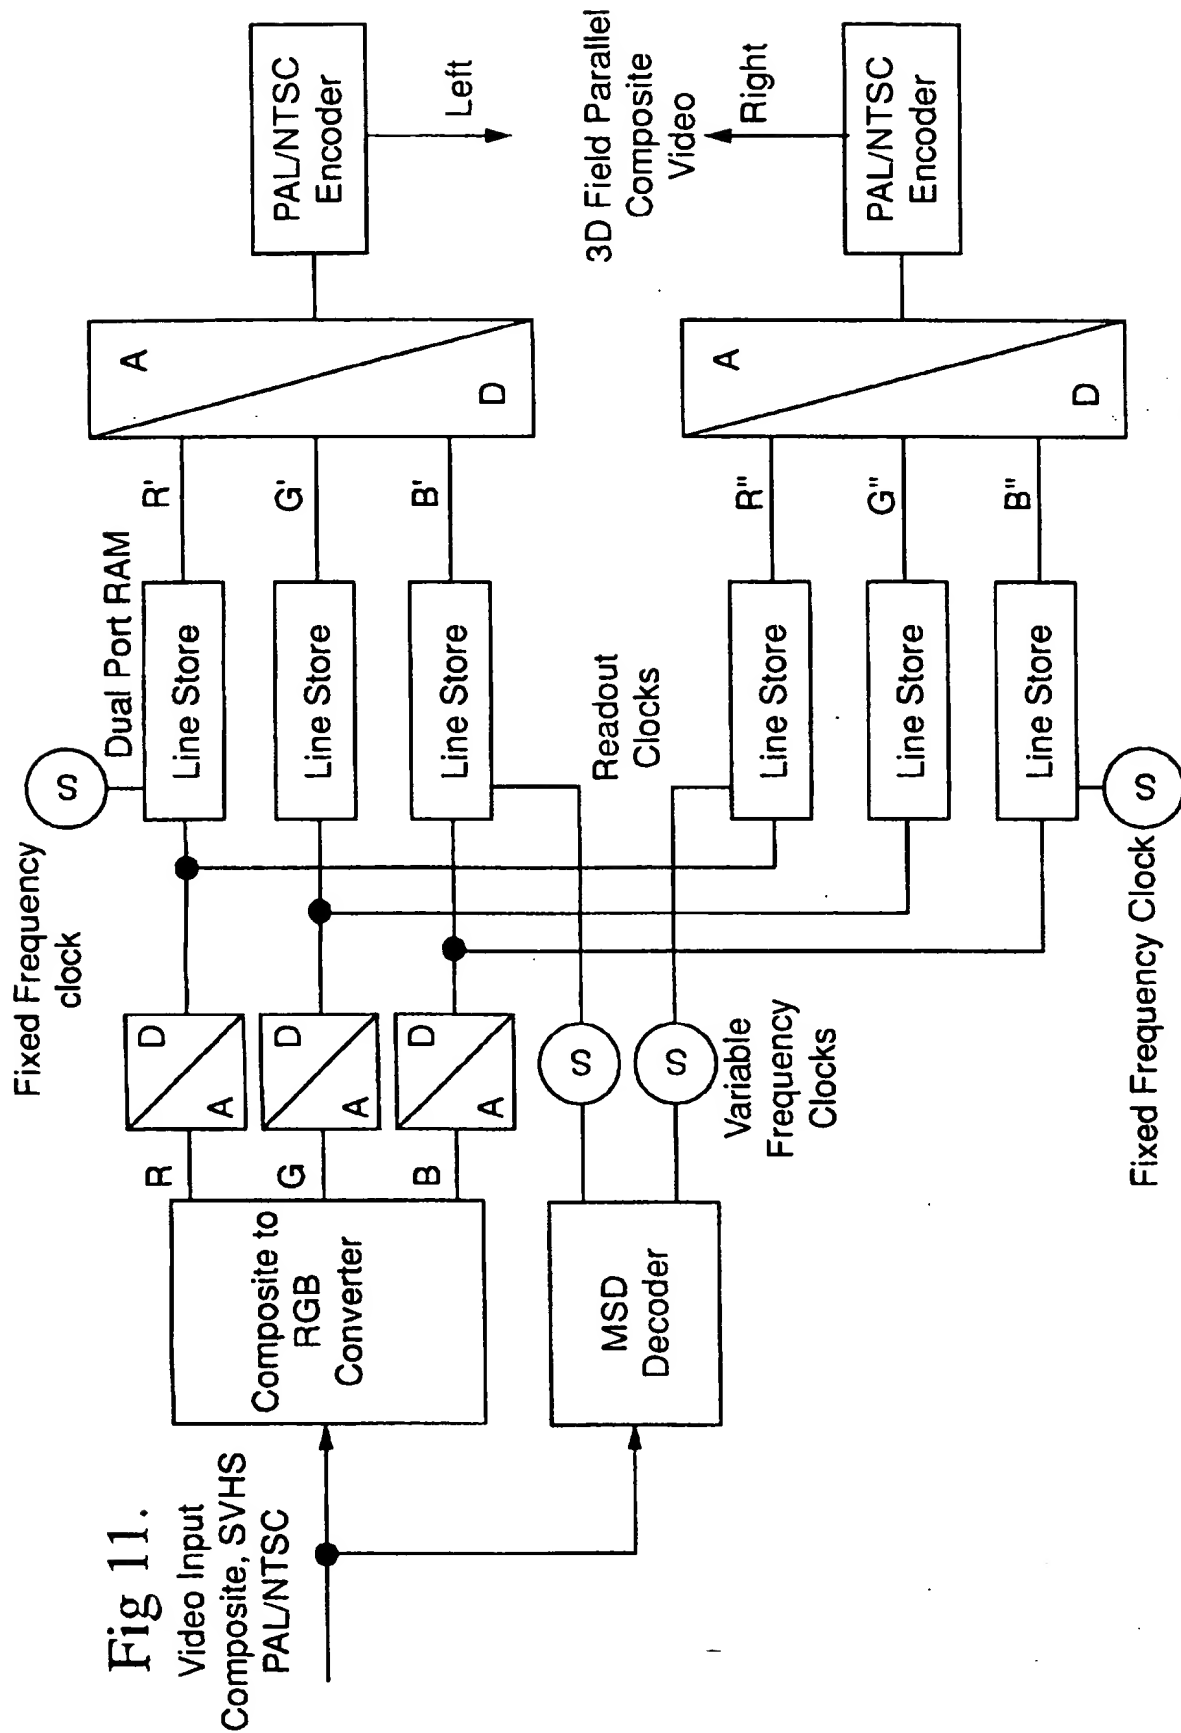 Fig 11.
Video Input
Composite, SVHS
PAL/NTSC
Composite to
RGB
Converter
MSD
Decoder
R
G
B
D
A
D
A
D
A
Fixed Frequency
clock
S
S
S
Variable
Frequency
Clocks
Dual Port RAM
Line Store
Line Store
Line Store
Readout
Clocks
Line Store
Line Store
Line Store
S
Fixed Frequency Clock
R'
G'
B'
R"
G"
B"
A
D
A
D
PAL/NTSC
Encoder
Left
3D Field Parallel
Composite
Video
Right
PAL/NTSC
Encoder